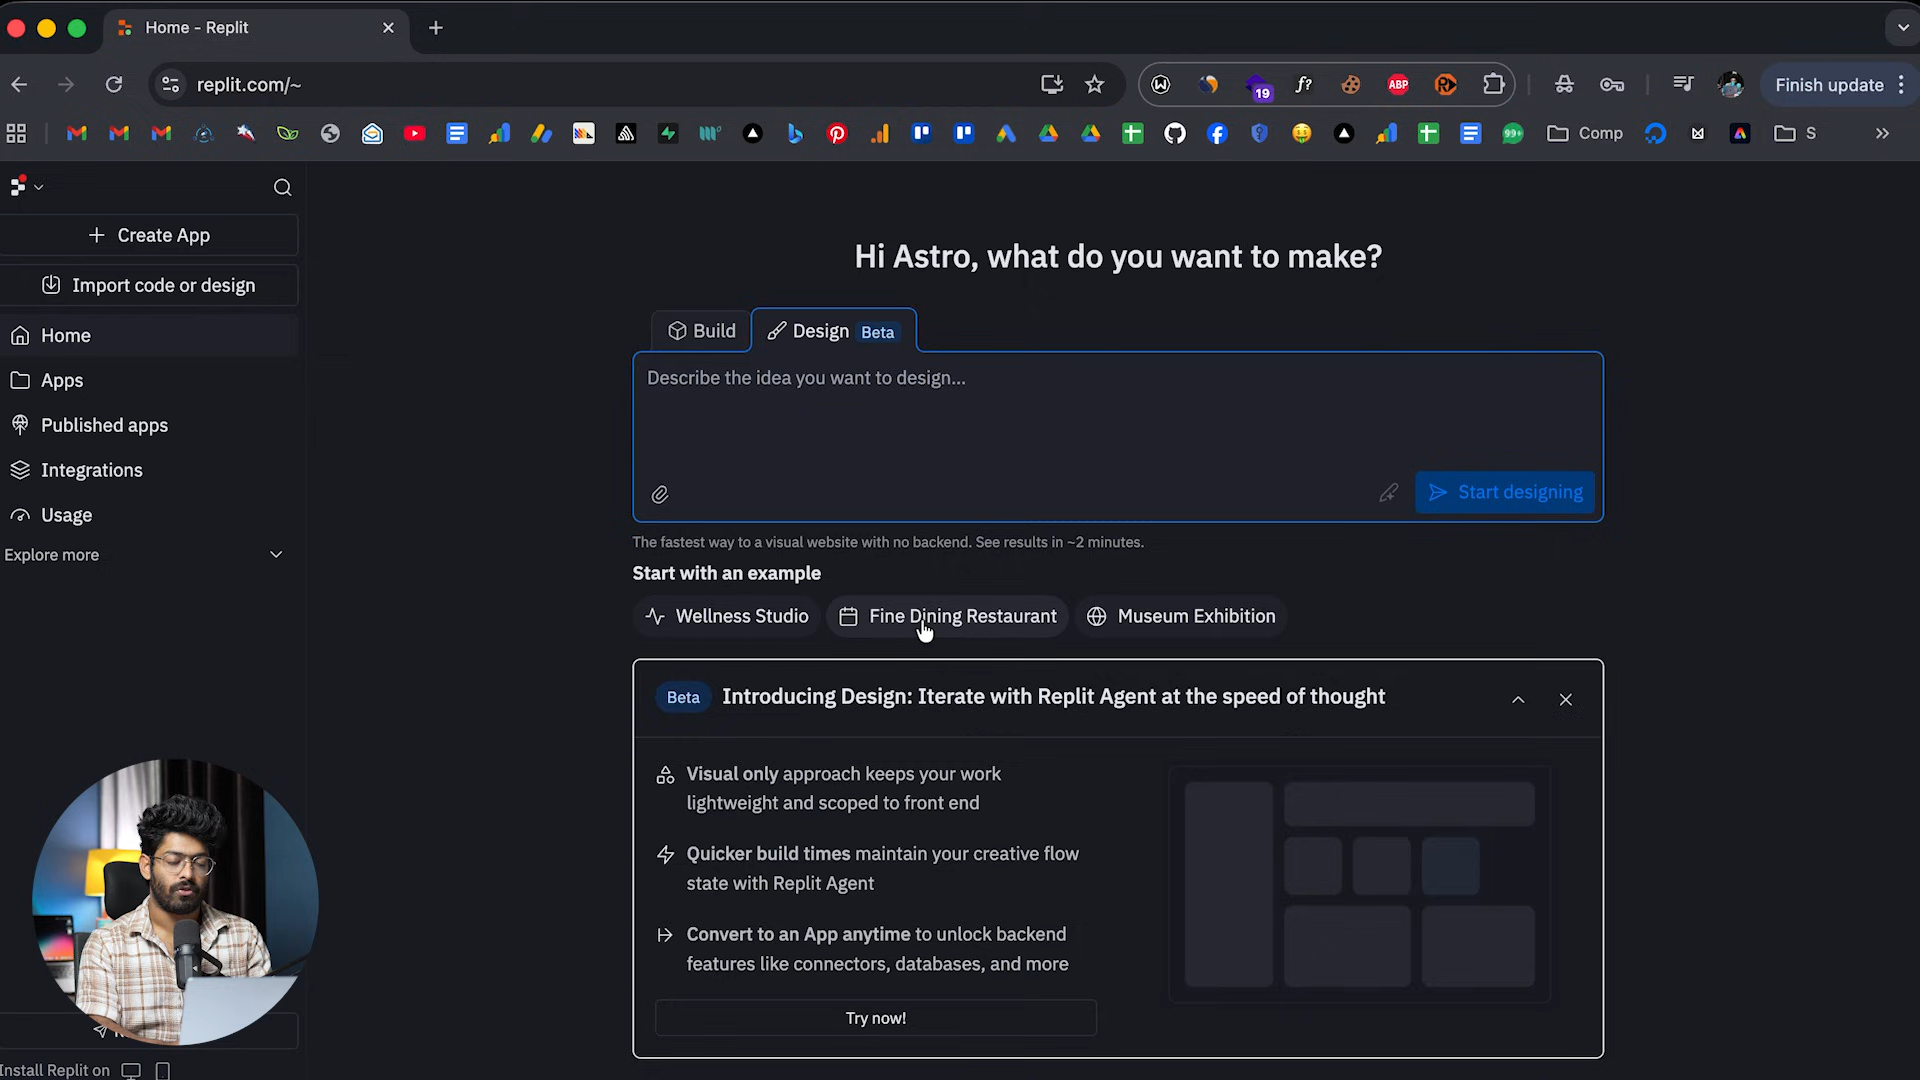 Home - Replit
replit.com/~
19
f?
ABP
Finish update
99+
Comp
S
Create App
Import code or design
Home
Apps
Published apps
Integrations
Usage
Explore more
Install Replit on
Hi Astro, what do you want to make?
Build
Design Beta
Describe the idea you want to design...
Start designing
The fastest way to a visual website with no backend. See results in ~2 minutes.
Start with an example
Wellness Studio
Fine Dining Restaurant
Museum Exhibition
Beta Introducing Design: Iterate with Replit Agent at the speed of thought
Visual only approach keeps your work
lightweight and scoped to front end
Quicker build times maintain your creative flow
state with Replit Agent
Convert to an App anytime to unlock backend
features like connectors, databases, and more
Try now!